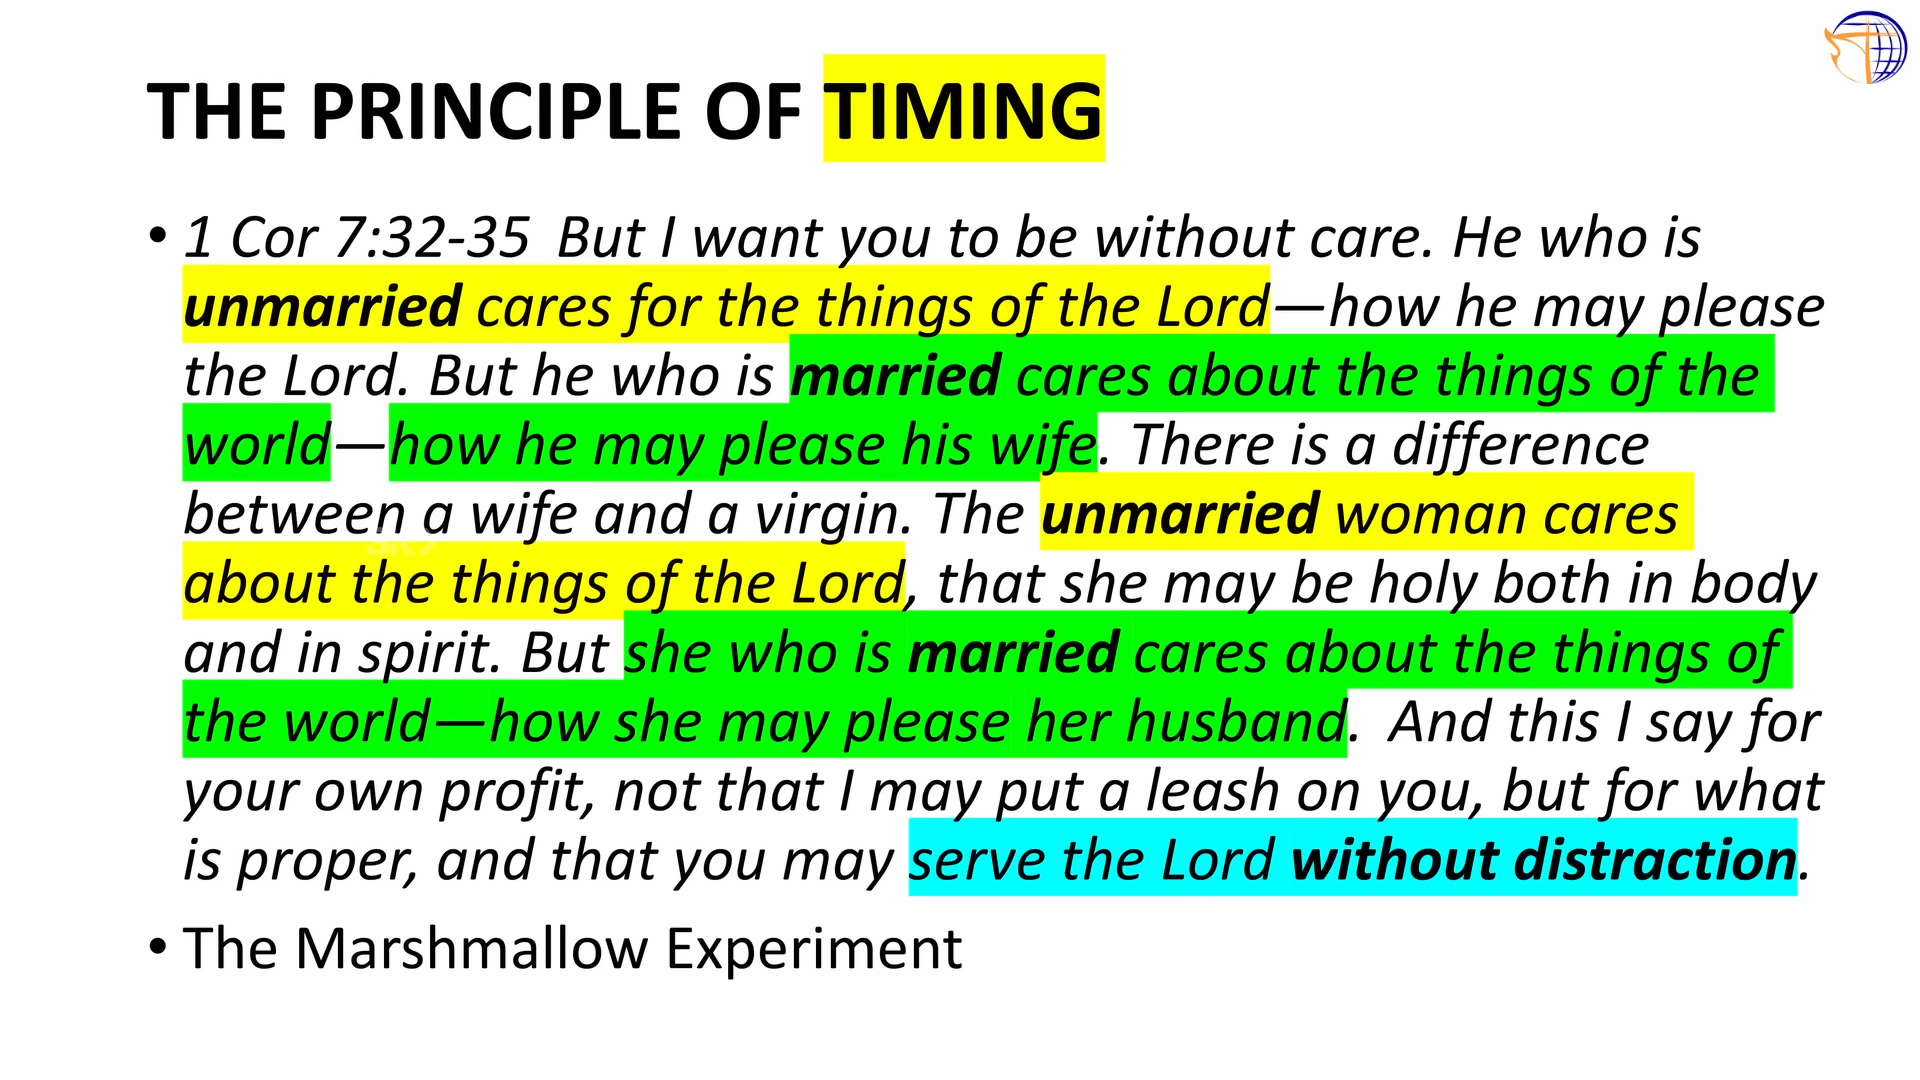 THE PRINCIPLE OF TIMING
• 1 Cor 7:32-35  But I want you to be without care. He who is
unmarried cares for the things of the Lord—how he may please
the Lord. But he who is married cares about the things of the
world—how he may please his wife. There is a difference
between a wife and a virgin. The unmarried woman cares
about the things of the Lord, that she may be holy both in body
and in spirit. But she who is married cares about the things of
the world—how she may please her husband.  And this I say for
your own profit, not that I may put a leash on you, but for what
is proper, and that you may serve the Lord without distraction.
• The Marshmallow Experiment